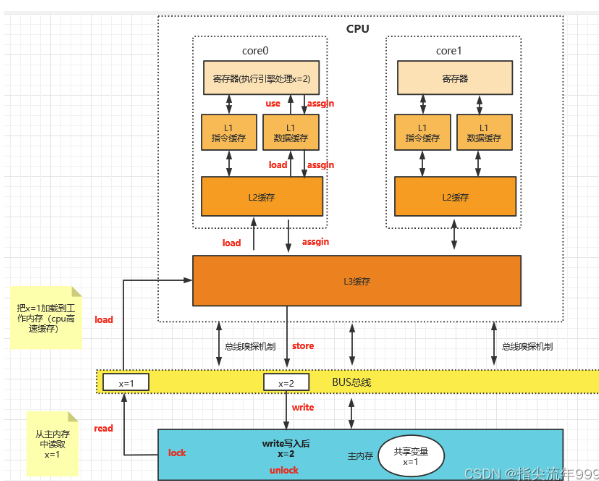 CPU
core0
core1
寄存器(执行引擎处理x=2)
寄存器
use
assgin
L1
指令缓存
L1
数据缓存
L1
指令缓存
L1
数据缓存
load
assgin
L2缓存
L2缓存
load
assgin
L3缓存
把x=1加载到工
作内存（cpu高
速缓存）
load
store
总线嗅探机制
总线嗅探机制
x=1
x=2
BUS总线
write
从主内存
中读取
x=1
read
lock
write写入后
x=2
unlock
主内存
共享变量
x=1
CSDN @指尖流年999